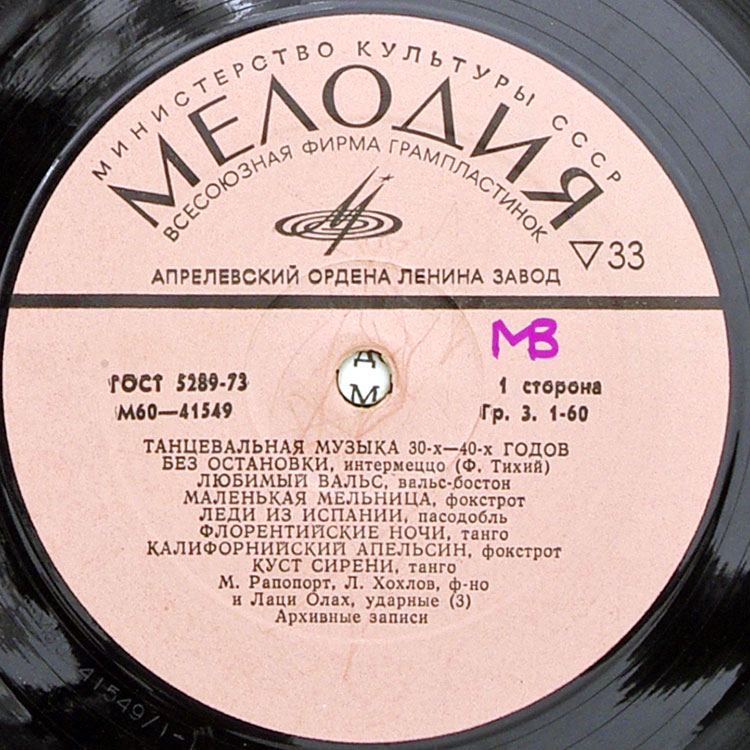 МИНИСТЕРСТВО КУЛЬТУРЫ СССР
МЕЛОДИЯ
ВСЕСОЮЗНАЯ ФИРМА ГРАМПЛАСТИНОК
▽33
АПРЕЛЕВСКИЙ ОРДЕНА ЛЕНИНА ЗАВОД
МВ
Д
М
ГОСТ 5289-73
1 сторона
М60—41549
Гр. 3. 1-60
ТАНЦЕВАЛЬНАЯ МУЗЫКА 30-х—40-х ГОДОВ
БЕЗ ОСТАНОВКИ, интермеццо (Ф. Тихий)
ЛЮБИМЫЙ ВАЛЬС, вальс-бостон
МАЛЕНЬКАЯ МЕЛЬНИЦА, фокстрот
ЛЕДИ ИЗ ИСПАНИИ, пасодобль
ФЛОРЕНТИЙСКИЕ НОЧИ, танго
КАЛИФОРНИЙСКИЙ АПЕЛЬСИН, фокстрот
КУСТ СИРЕНИ, танго
М. Рапопорт, Л. Хохлов, ф-но
и Лаци Олах, ударные (3)
Архивные записи
41549/1-